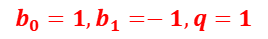 b₀ = 1, b₁ =− 1, q = 1